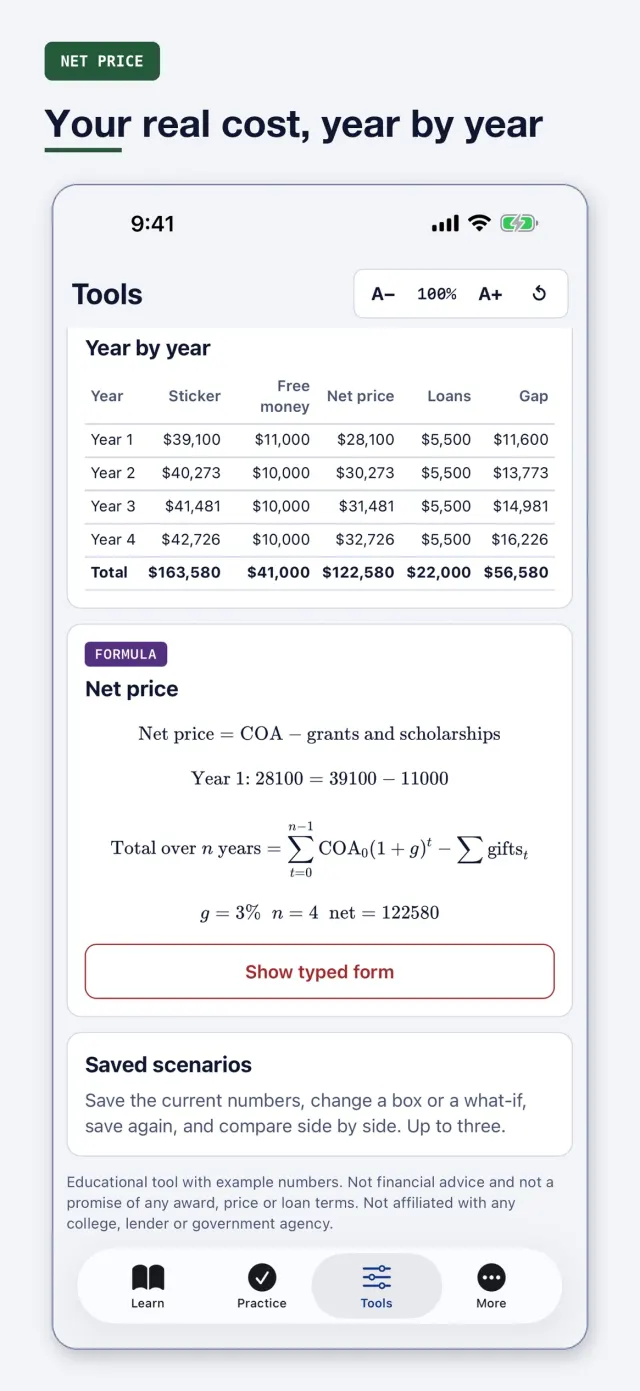 NET PRICE
Your real cost, year by year
9:41
Tools
A− 100% A+
Year by year
Year Sticker Free money Net price Loans Gap
Year 1 $39,100 $11,000 $28,100 $5,500 $11,600
Year 2 $40,273 $10,000 $30,273 $5,500 $13,773
Year 3 $41,481 $10,000 $31,481 $5,500 $14,981
Year 4 $42,726 $10,000 $32,726 $5,500 $16,226
Total $163,580 $41,000 $122,580 $22,000 $56,580
FORMULA
Net price
Net price = COA − grants and scholarships
Year 1: 28100 = 39100 − 11000
Total over n years = ∑_{t=0}^{n−1} COA₀(1 + g)^t − ∑ gifts_t
g = 3% n = 4 net = 122580
Show typed form
Saved scenarios
Save the current numbers, change a box or a what-if,
save again, and compare side by side. Up to three.
Educational tool with example numbers. Not financial advice and not a
promise of any award, price or loan terms. Not affiliated with any
college, lender or government agency.
Learn Practice Tools More